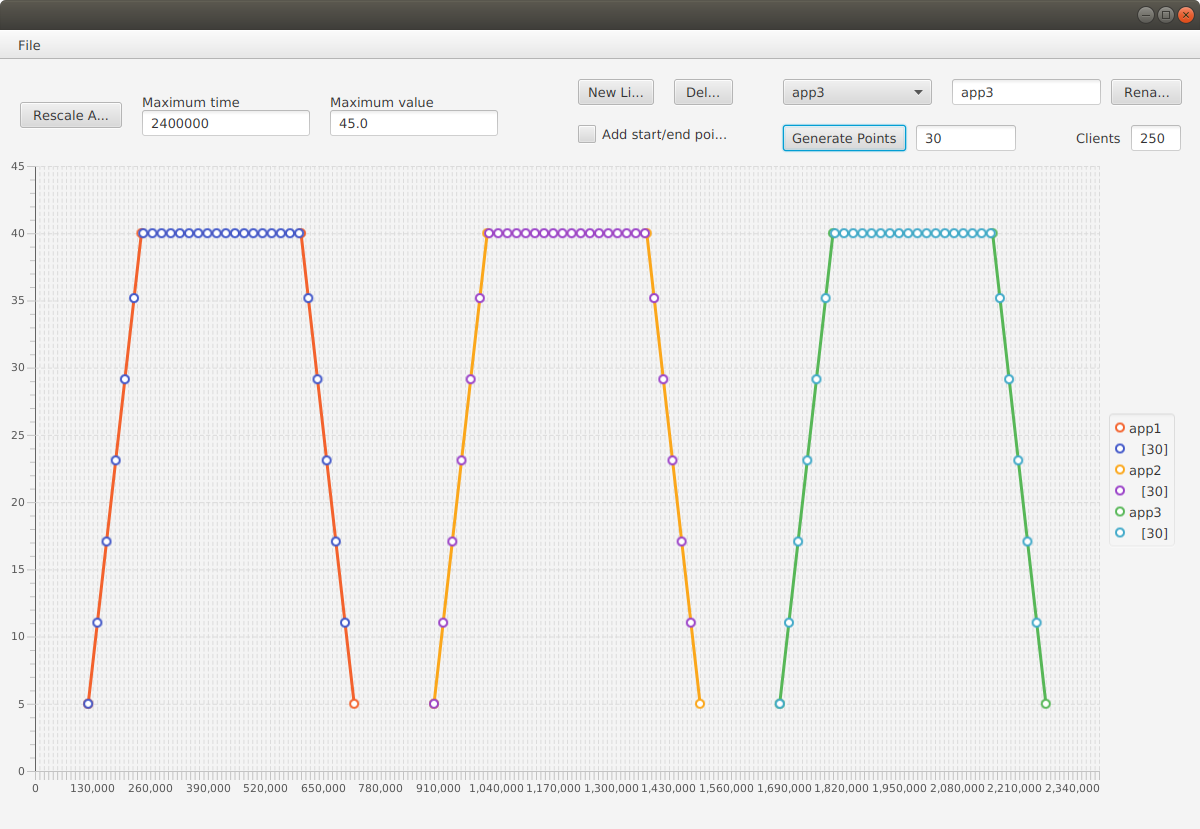 File
Rescale A...
Maximum time
2400000
Maximum value
45.0
New Li...
Del...
app3
app3
Rena...
Add start/end poi...
Generate Points
30
Clients
250
45
40
35
30
25
20
15
10
5
0
0 130,000 260,000 390,000 520,000 650,000 780,000 910,000 1,040,000 1,170,000 1,300,000 1,430,000 1,560,000 1,690,000 1,820,000 1,950,000 2,080,000 2,210,000 2,340,000
app1
[30]
app2
[30]
app3
[30]